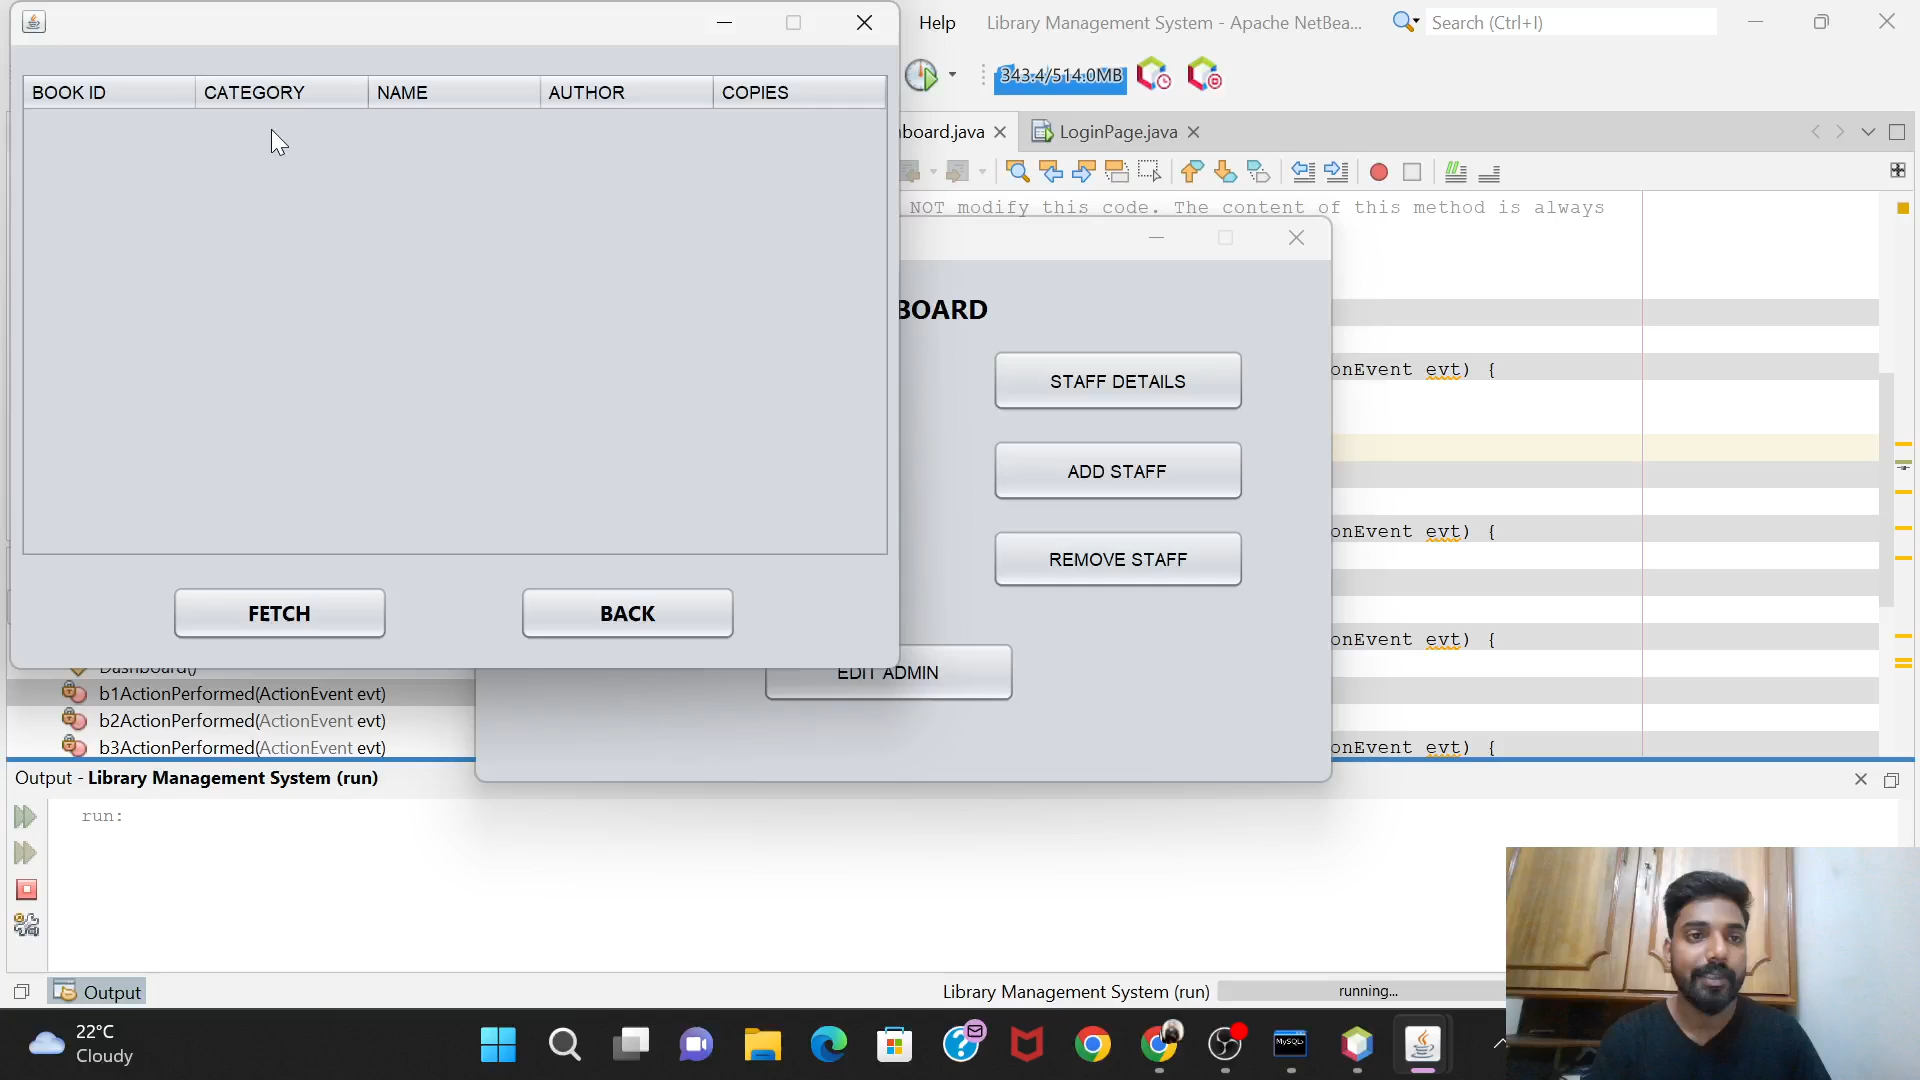 Help
Library Management System - Apache NetBea...
Search (Ctrl+I)
343.4/514.0MB
board.java
LoginPage.java
BOOK ID
CATEGORY
NAME
AUTHOR
COPIES
NOT modify this code. The content of this method is always
BOARD
STAFF DETAILS
onEvent evt) {
ADD STAFF
onEvent evt) {
REMOVE STAFF
FETCH
BACK
onEvent evt) {
EDIT ADMIN
Dashboard()
b1ActionPerformed(ActionEvent evt)
b2ActionPerformed(ActionEvent evt)
b3ActionPerformed(ActionEvent evt)
onEvent evt) {
Output - Library Management System (run)
run:
Output
Library Management System (run)
running...
22°C
Cloudy
MySQL